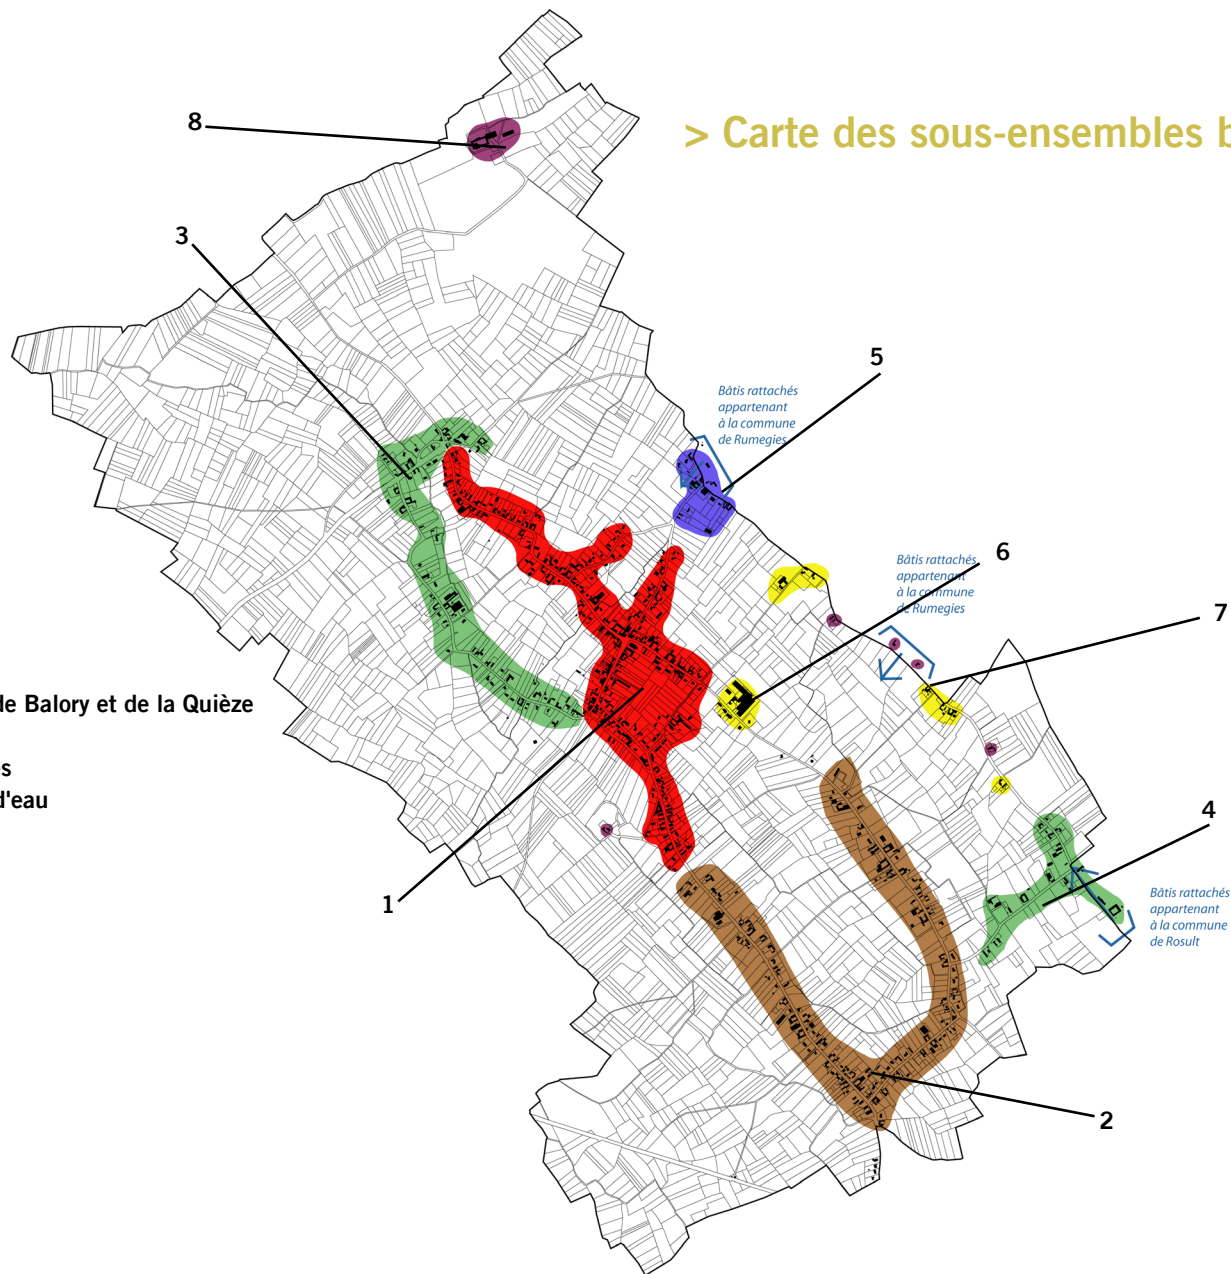 > Carte des sous-ensembles b
8
3
5
Bâtis rattachés
appartenant
à la commune
de Rumegies
6
Bâtis rattachés
appartenant
à la commune
de Rumegies
7
de Balory et de la Quièze
es
d'eau
4
1
Bâtis rattachés
appartenant
à la commune
de Rosult
2